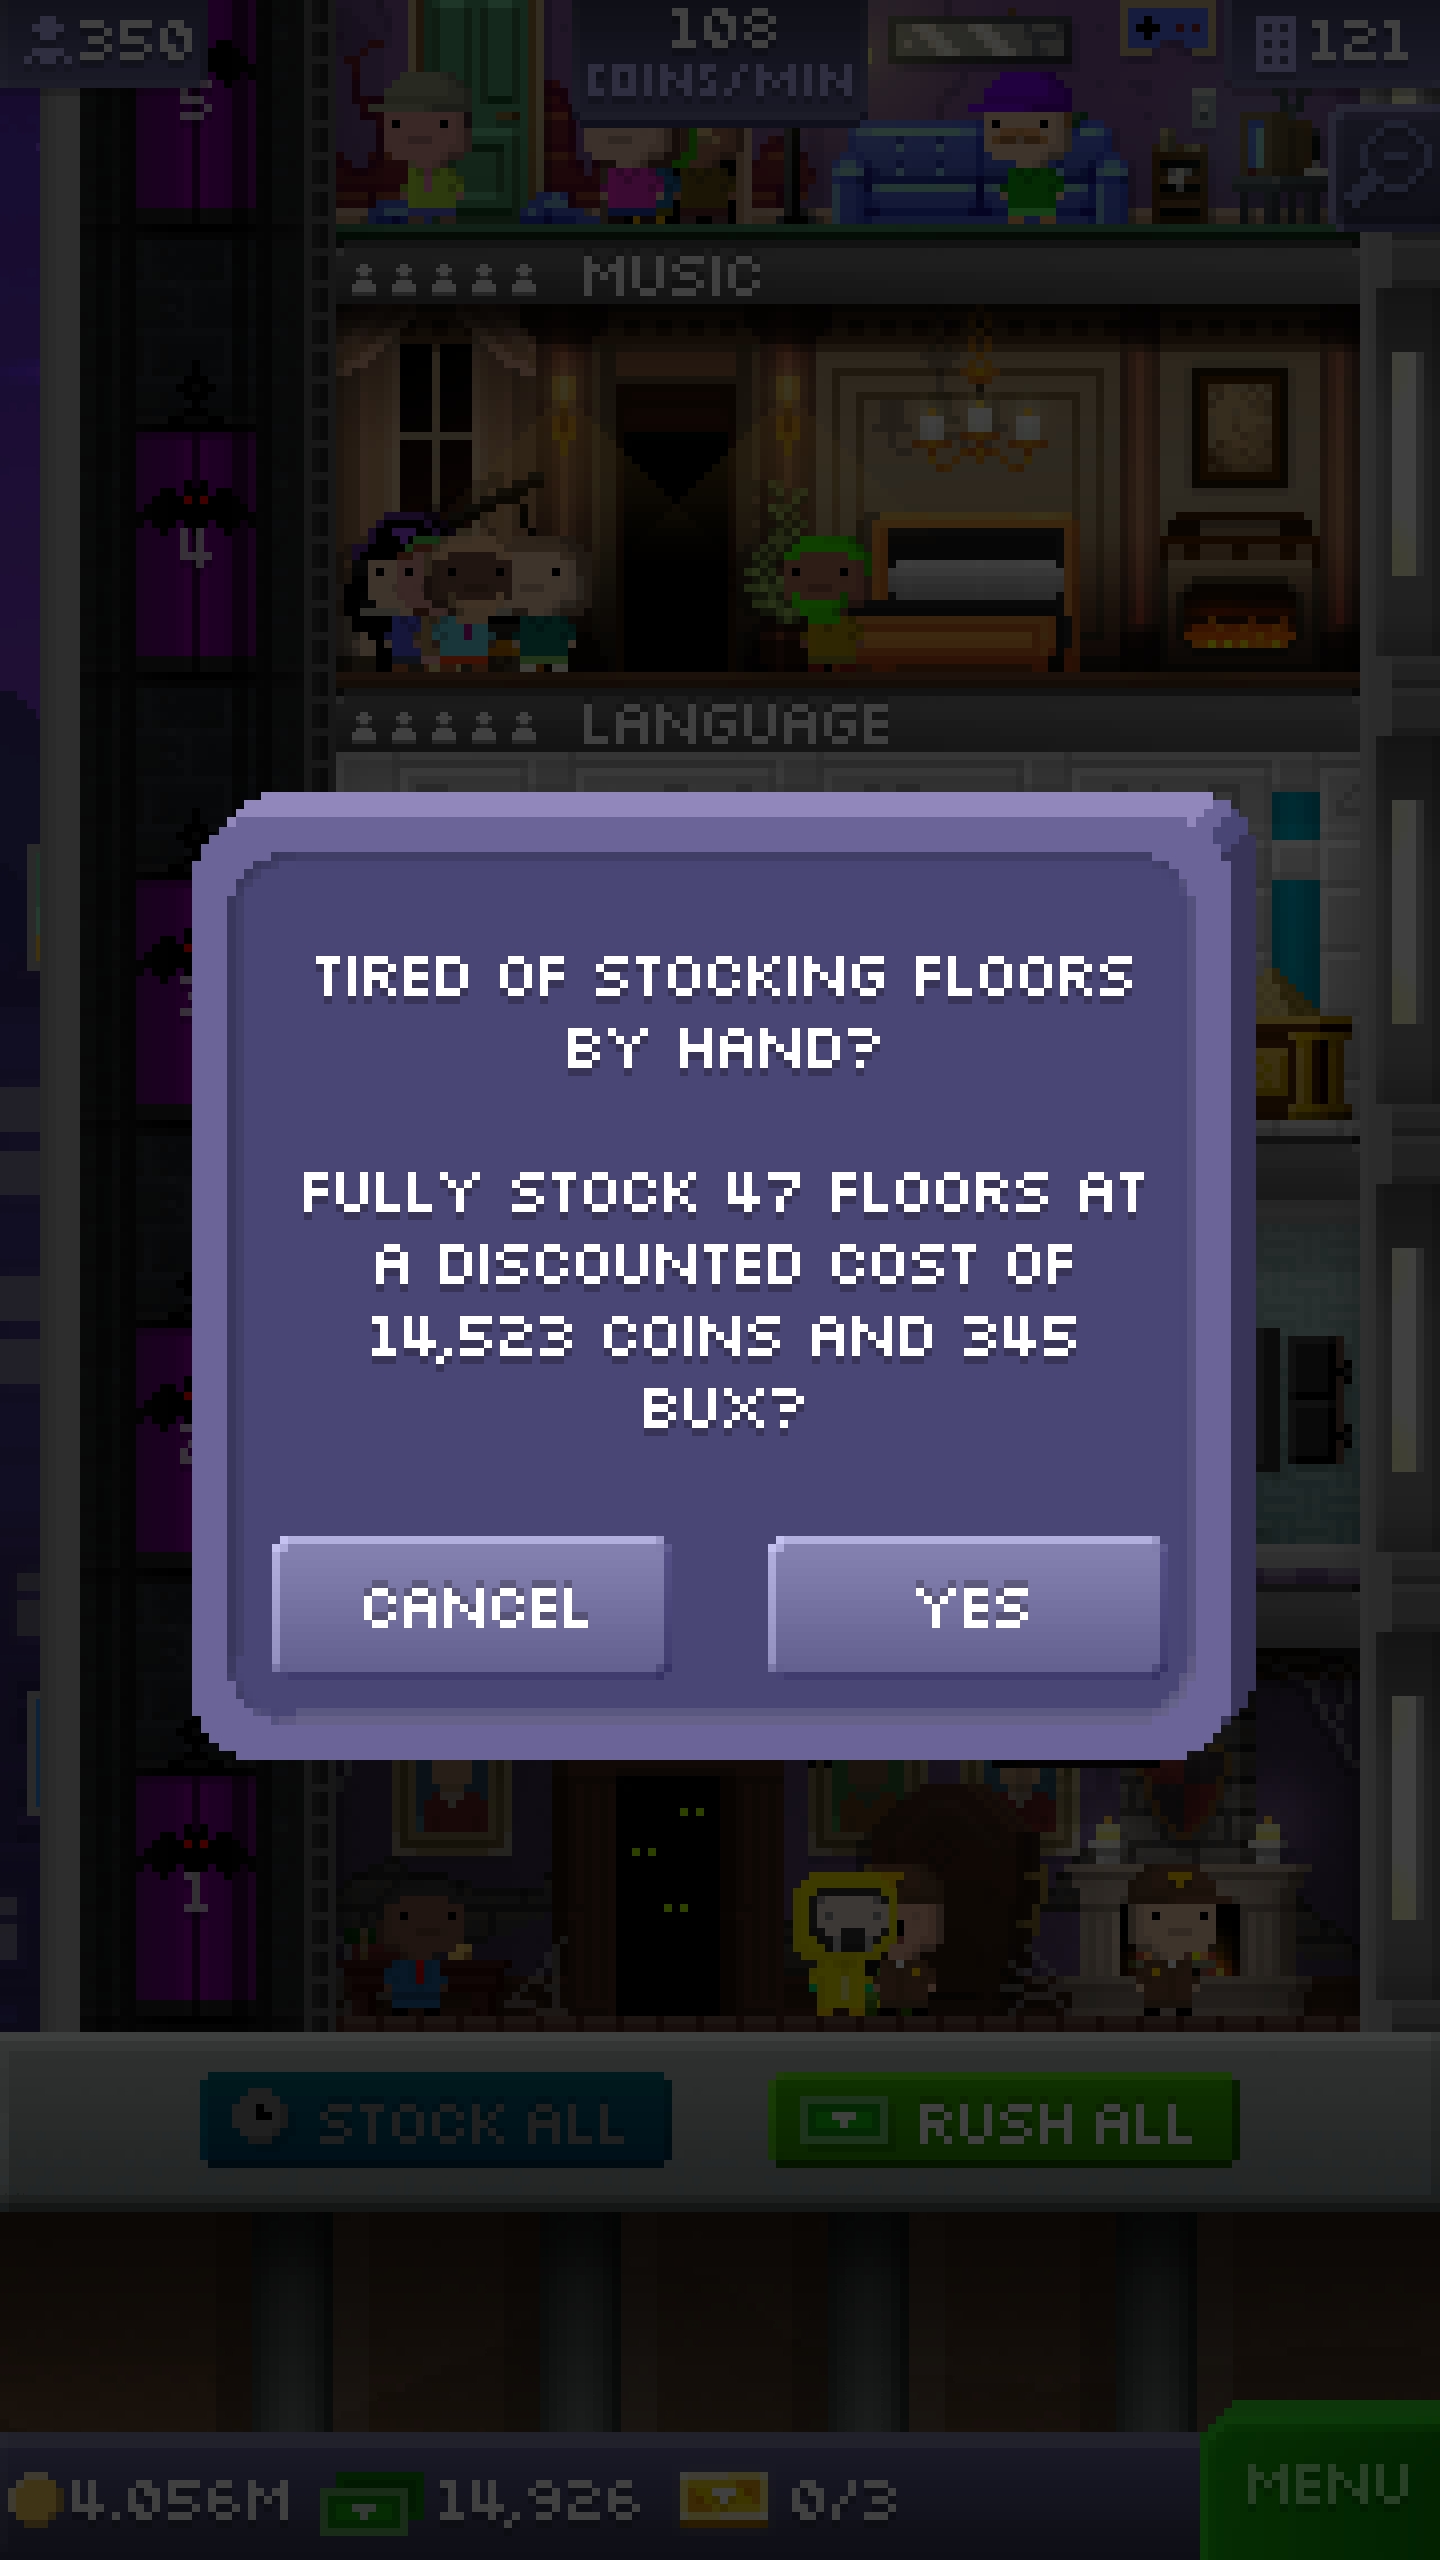 350
108
COINS/MIN
121
5
MUSIC
4
LANGUAGE
TIRED OF STOCKING FLOORS
BY HAND?
FULLY STOCK 47 FLOORS AT
A DISCOUNTED COST OF
14,523 COINS AND 345
BUX?
CANCEL
YES
1
STOCK ALL
RUSH ALL
4.056M
14,926
0/3
MENU